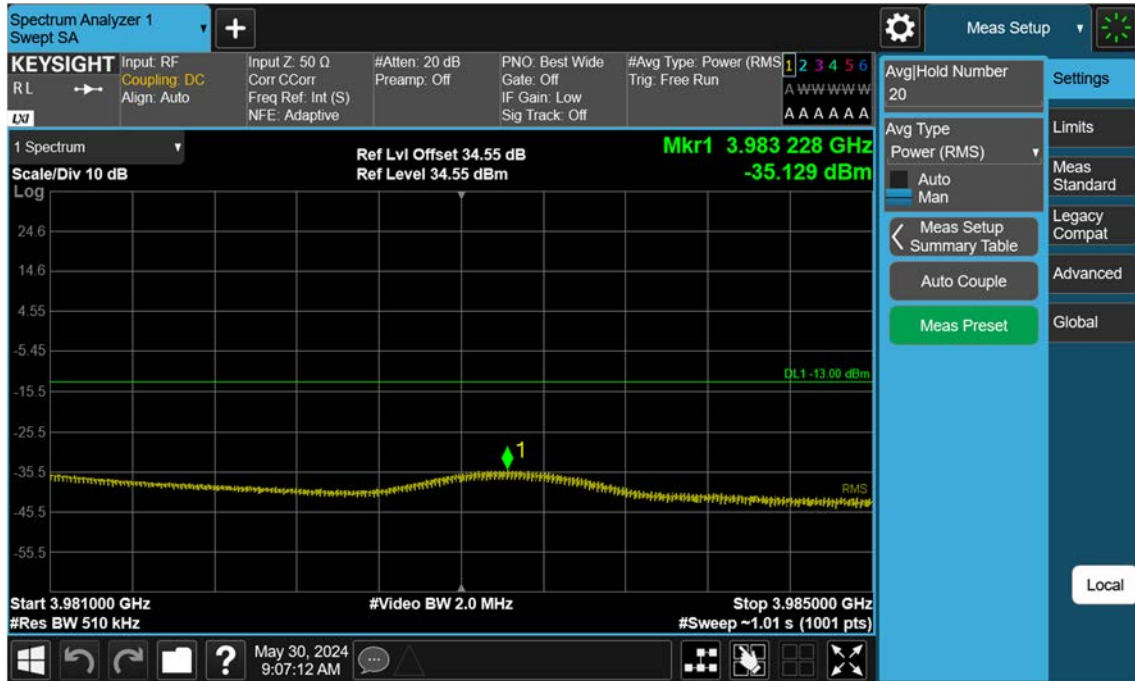 Spectrum Analyzer 1
Swept SA
+
Meas Setup
KEYSIGHT
RL
LXI
Input: RF
Coupling: DC
Align: Auto
Input Z: 50 Ω
Corr CCorr
Freq Ref: Int (S)
NFE: Adaptive
#Atten: 20 dB
Preamp: Off
PNO: Best Wide
Gate: Off
IF Gain: Low
Sig Track: Off
#Avg Type: Power (RMS)
Trig: Free Run
1 2 3 4 5 6
A W W W W W
A A A A A A
1 Spectrum
Scale/Div 10 dB
Ref Lvl Offset 34.55 dB
Ref Level 34.55 dBm
Mkr1 3.983 228 GHz
-35.129 dBm
Log
24.6
14.6
4.55
-5.45
DL1 -13.00 dBm
-15.5
-25.5
1
-35.5
RMS
-45.5
-55.5
Start 3.981000 GHz
#Video BW 2.0 MHz
Stop 3.985000 GHz
#Res BW 510 kHz
#Sweep ~1.01 s (1001 pts)
Avg|Hold Number
20
Avg Type
Power (RMS)
Auto
Man
Meas Setup
Summary Table
Auto Couple
Meas Preset
Settings
Limits
Meas
Standard
Legacy
Compat
Advanced
Global
Local
?
May 30, 2024
9:07:12 AM